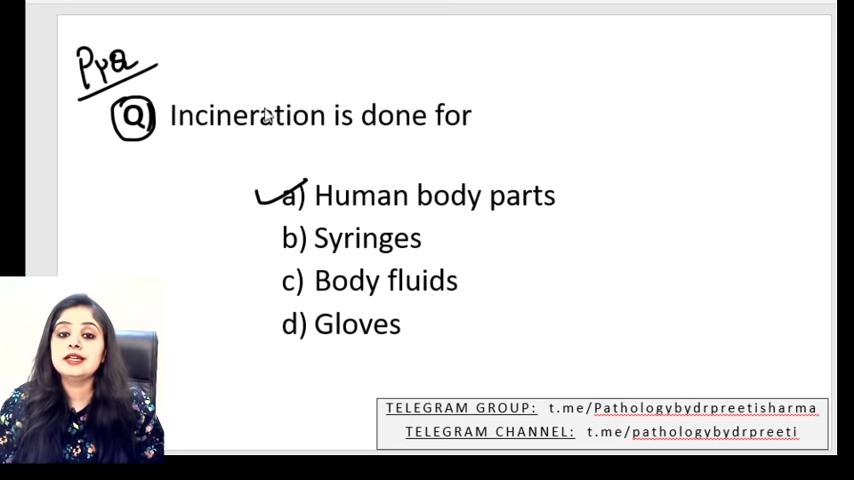 PYQ
Q) Incineration is done for
a) Human body parts
b) Syringes
c) Body fluids
d) Gloves
TELEGRAM GROUP: t.me/Pathologybydrpreetisharma
TELEGRAM CHANNEL: t.me/pathologybydrpreeti